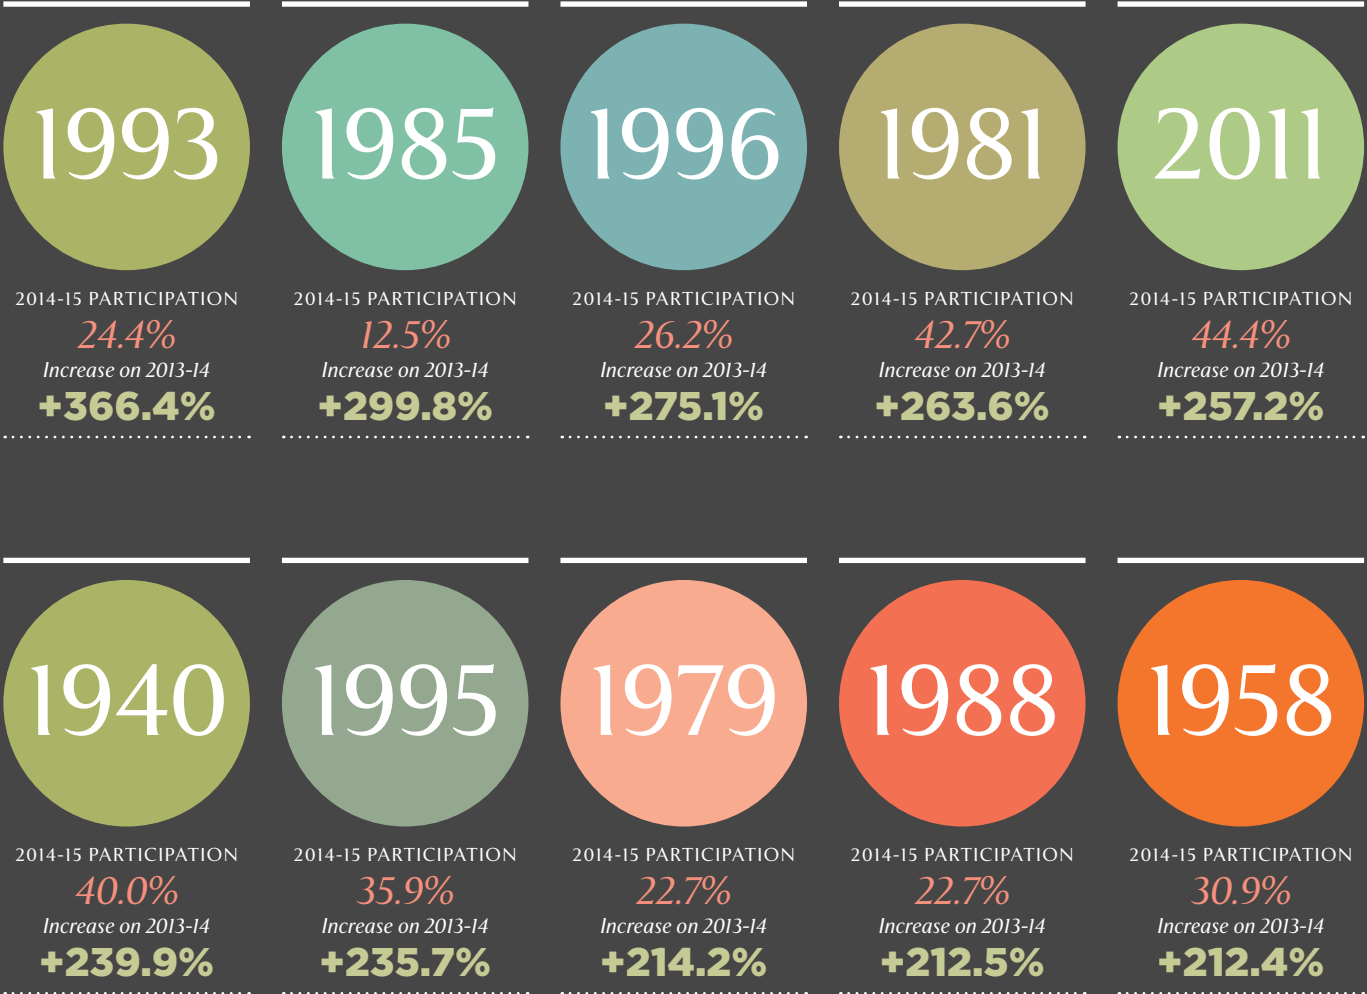 1993
2014-15 PARTICIPATION
24.4%
Increase on 2013-14
+366.4%
1985
2014-15 PARTICIPATION
12.5%
Increase on 2013-14
+299.8%
1996
2014-15 PARTICIPATION
26.2%
Increase on 2013-14
+275.1%
1981
2014-15 PARTICIPATION
42.7%
Increase on 2013-14
+263.6%
2011
2014-15 PARTICIPATION
44.4%
Increase on 2013-14
+257.2%
1940
2014-15 PARTICIPATION
40.0%
Increase on 2013-14
+239.9%
1995
2014-15 PARTICIPATION
35.9%
Increase on 2013-14
+235.7%
1979
2014-15 PARTICIPATION
22.7%
Increase on 2013-14
+214.2%
1988
2014-15 PARTICIPATION
22.7%
Increase on 2013-14
+212.5%
1958
2014-15 PARTICIPATION
30.9%
Increase on 2013-14
+212.4%